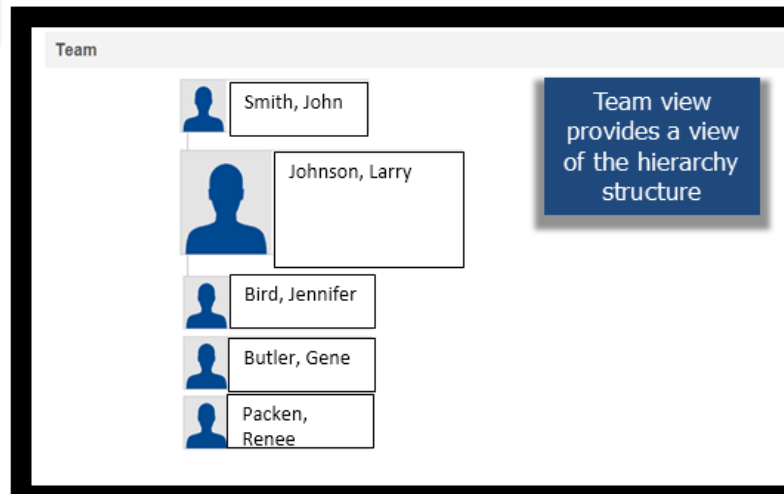 Team
Smith, John
Johnson, Larry
Bird, Jennifer
Butler, Gene
Packen,
Renee
Team view
provides a view
of the hierarchy
structure